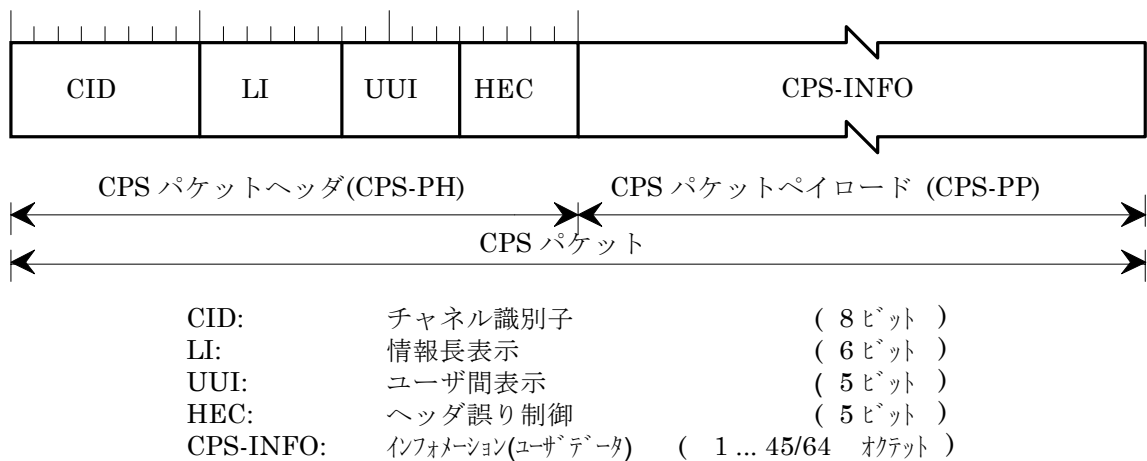 CID LI UUI HEC CPS-INFO
CPS パケットヘッダ(CPS-PH) CPS パケットペイロード (CPS-PP)
CPS パケット
CID: チャネル識別子 ( 8 ﾋﾞｯﾄ )
LI: 情報長表示 ( 6 ﾋﾞｯﾄ )
UUI: ユーザ間表示 ( 5 ﾋﾞｯﾄ )
HEC: ヘッダ誤り制御 ( 5 ﾋﾞｯﾄ )
CPS-INFO: ｲﾝﾌｫﾒｰｼｮﾝ(ﾕｰｻﾞﾃﾞｰﾀ) ( 1 ... 45/64 ｵｸﾃｯﾄ )